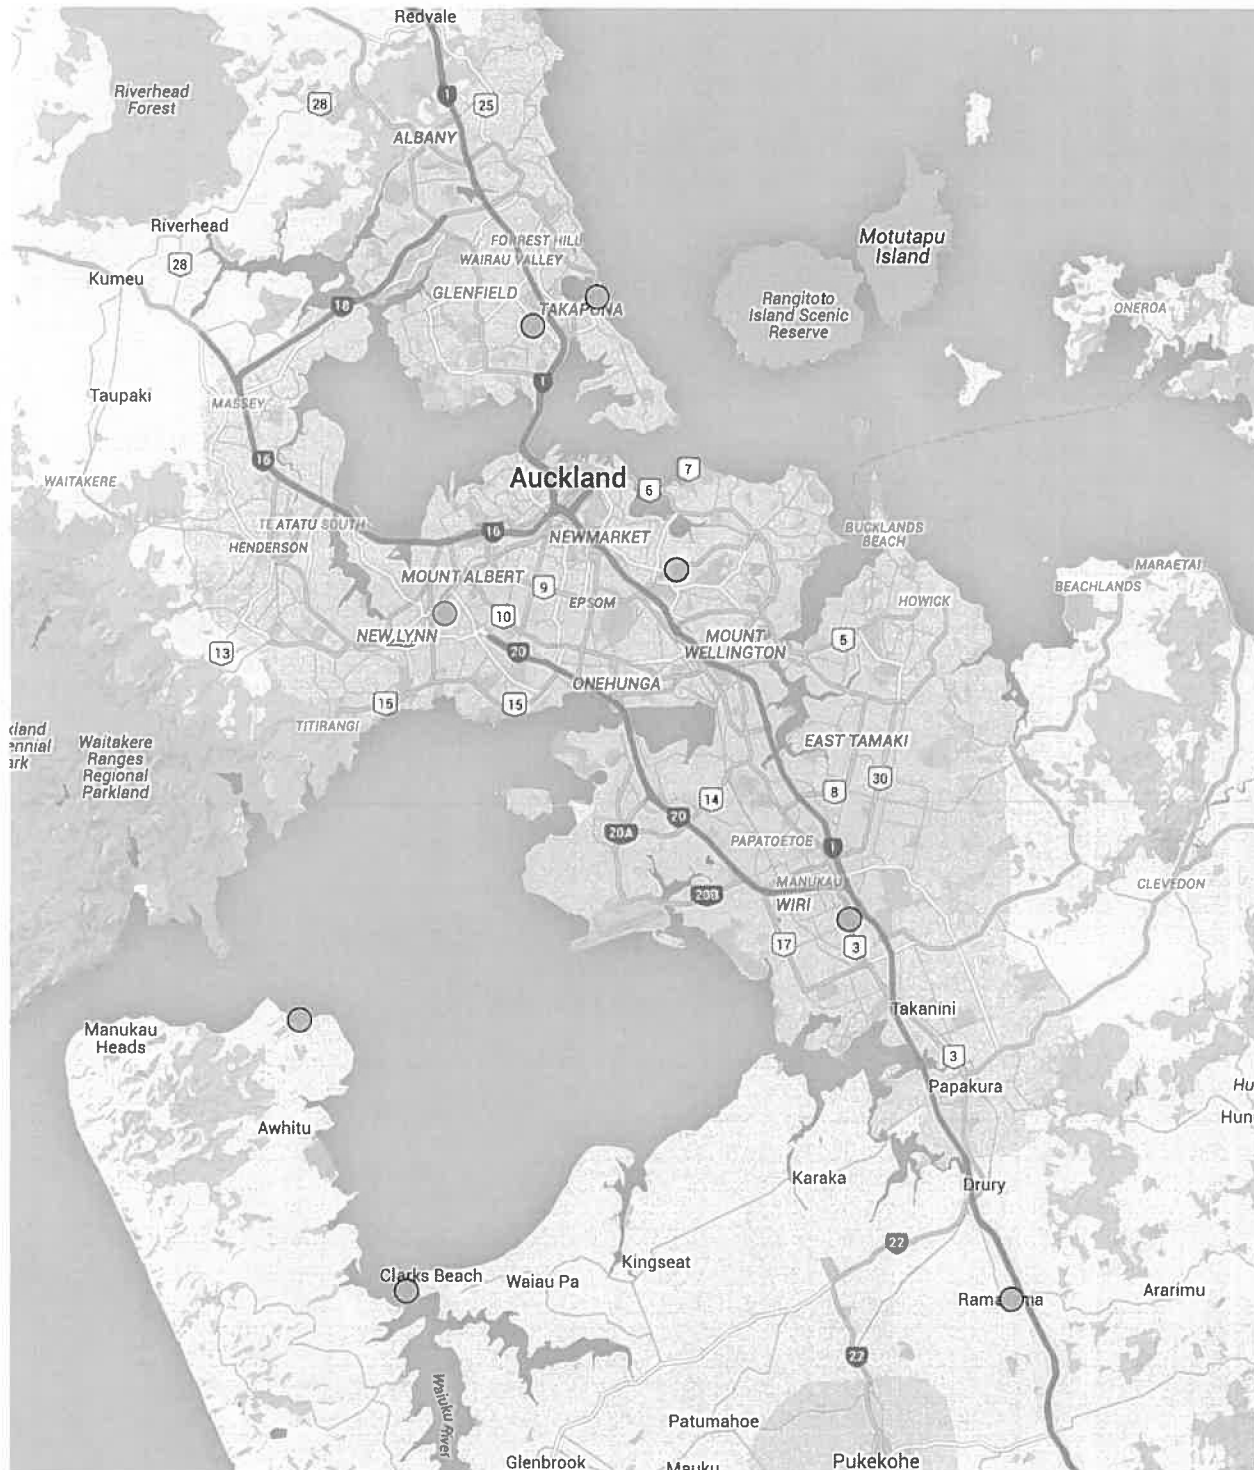 Redvale
Riverhead
Forest
28
1
25
ALBANY
Riverhead
FORREST HILL
WAIRAU VALLEY
Motutapu
Island
28
Kumeu
GLENFIELD
TAKAPUNA
18
Rangitoto
Island Scenic
Reserve
ONEROA
1
Taupaki
MASSEY
16
WAITAKERE
Auckland
7
6
TE ATATU SOUTH
HENDERSON
16
NEWMARKET
BUCKLANDS
BEACH
MARAETAI
BEACHLANDS
MOUNT ALBERT
9
EPSOM
HOWICK
10
NEW LYNN
MOUNT
WELLINGTON
5
13
20
ONEHUNGA
15
15
TITIRANGI
Waitakere
Ranges
Regional
Parkland
ennial
ark
EAST TAMAKI
30
8
14
20
20A
PAPATOETOE
1
MANUKAU
CLEVEDON
20B
WIRI
17
3
Takanini
Manukau
Heads
3
Papakura
Hu
Hun
Awhitu
Karaka
Drury
22
Kingseat
Clarks Beach
Waiau Pa
Ararimu
22
Waiuku River
Patumahoe
Glenbrook
Mauku
Pukekohe